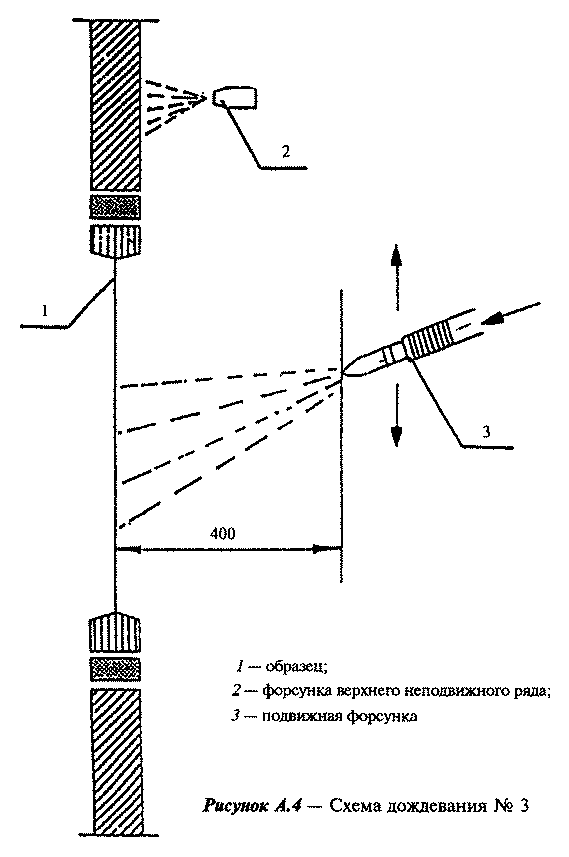 2
1
3
400
1 — образец;
2 — форсунка верхнего неподвижного ряда;
3 — подвижная форсунка
Рисунок А.4 — Схема дождевания № 3